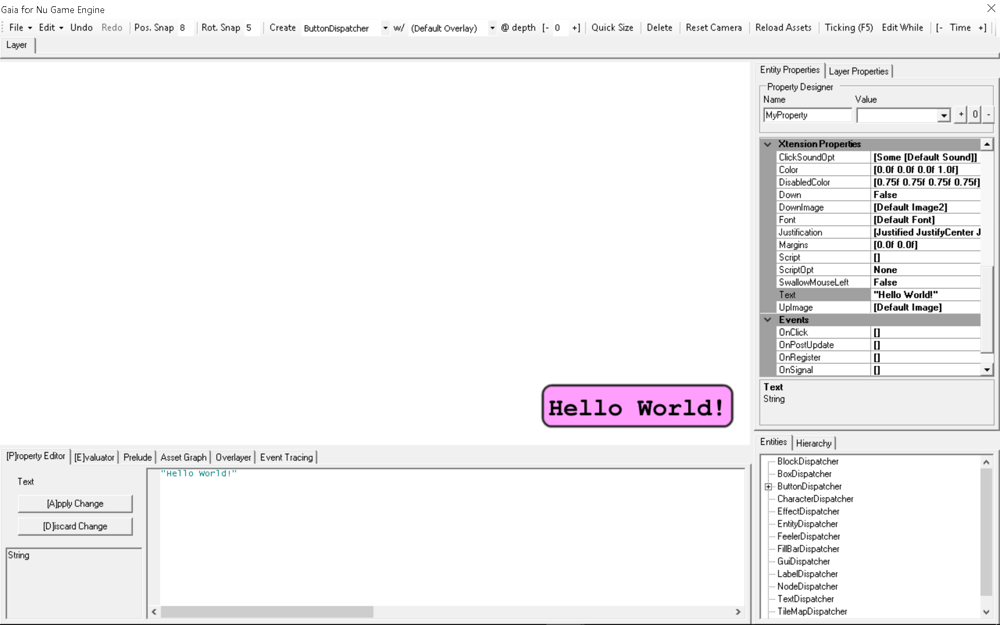 Gaia for Nu Game Engine
File Edit Undo Redo Pos. Snap 8 Rot. Snap 5 Create ButtonDispatcher w/ (Default Overlay) @ depth [- 0 +] Quick Size Delete Reset Camera Reload Assets Ticking (F5) Edit While [- Time +]
Layer
Entity Properties Layer Properties
Property Designer
Name Value
MyProperty + 0 -
Xtension Properties
ClickSoundOpt [Some [Default Sound]]
Color [0.0f 0.0f 0.0f 1.0f]
DisabledColor [0.75f 0.75f 0.75f 0.75f]
Down False
DownImage [Default Image2]
Font [Default Font]
Justification [Justified JustifyCenter J
Margins [0.0f 0.0f]
Script []
ScriptOpt None
SwallowMouseLeft False
Text "Hello World!"
UpImage [Default Image]
Events
OnClick []
OnPostUpdate []
OnRegister []
OnSignal []
Text
String
Hello World!
[P]roperty Editor [E]valuator Prelude Asset Graph Overlayer Event Tracing
Text
[A]pply Change
[D]iscard Change
String
"Hello World!"
Entities Hierarchy
BlockDispatcher
BoxDispatcher
ButtonDispatcher
CharacterDispatcher
EffectDispatcher
EntityDispatcher
FeelerDispatcher
FillBarDispatcher
GuiDispatcher
LabelDispatcher
NodeDispatcher
TextDispatcher
TileMapDispatcher